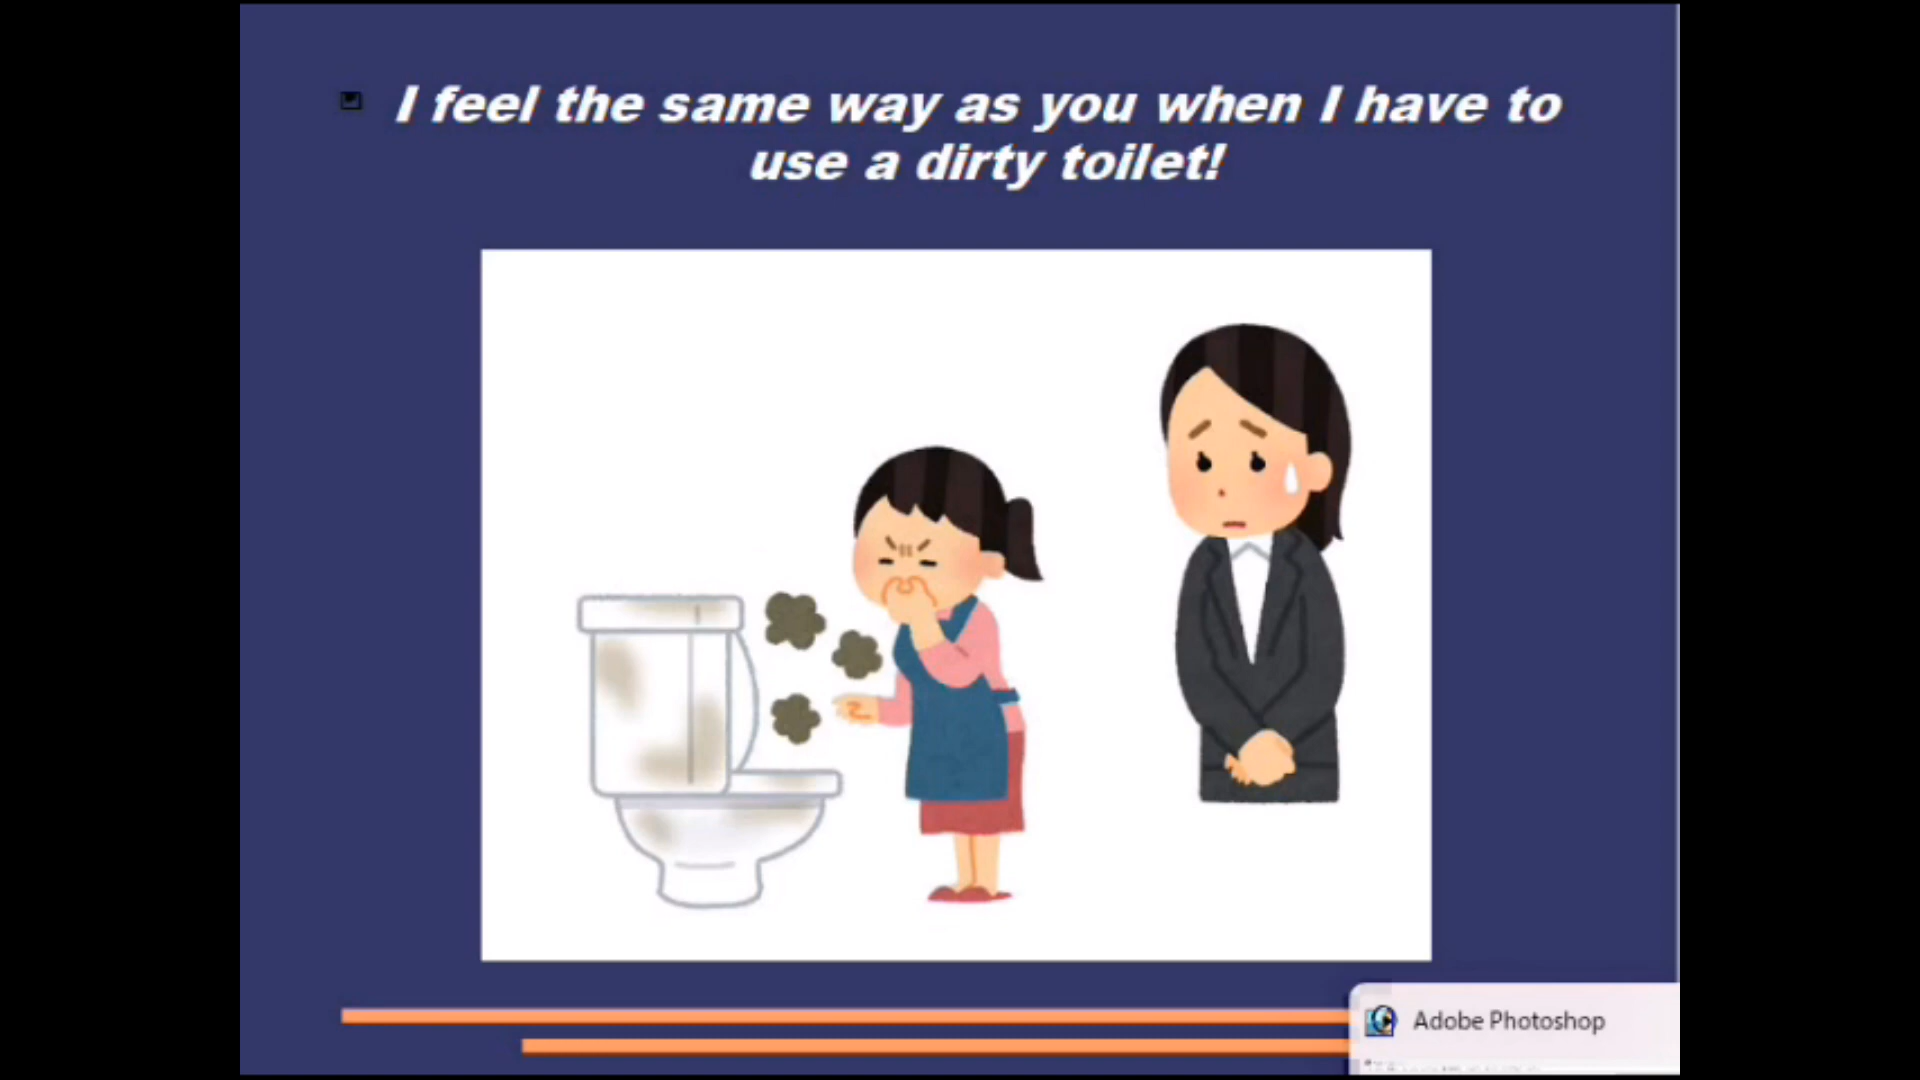 I feel the same way as you when I have to
use a dirty toilet!
Adobe Photoshop